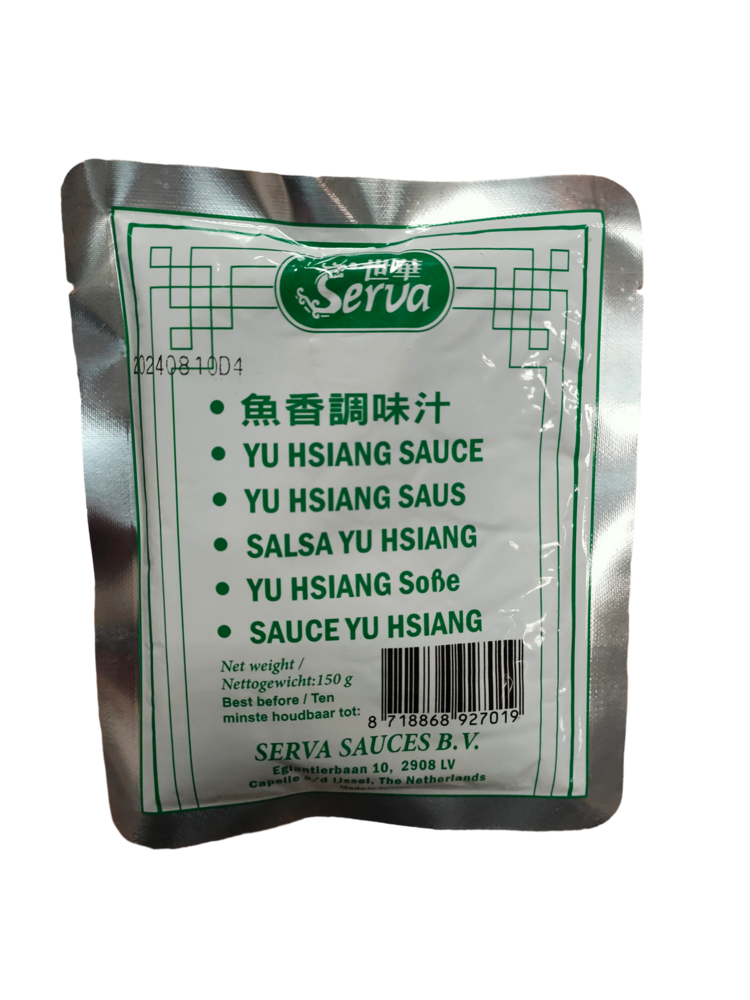 世華
Serva
20240810D4
• 魚香調味汁
• YU HSIANG SAUCE
• YU HSIANG SAUS
• SALSA YU HSIANG
• YU HSIANG Soße
• SAUCE YU HSIANG
Net weight /
Nettogewicht:150 g
Best before / Ten
minste houdbaar tot:
8 718868 927019
SERVA SAUCES B.V.
Eglantierbaan 10, 2908 LV
Capelle a/d IJssel, The Netherlands